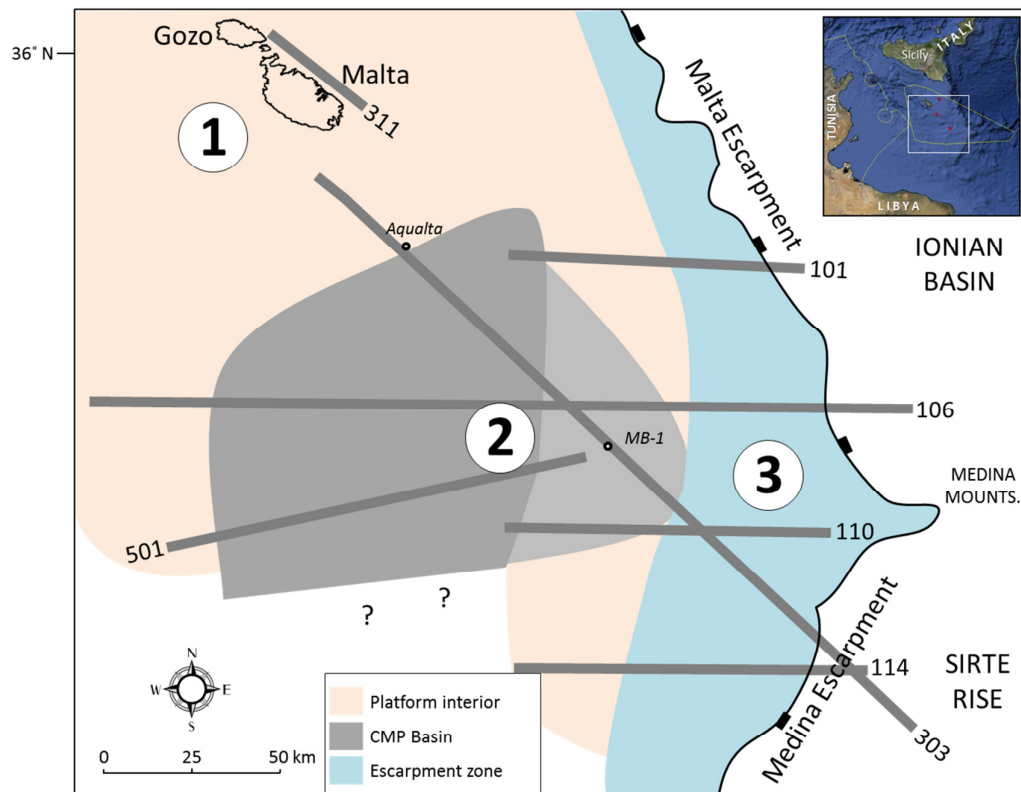 36° N
Gozo
Malta
311
1
Aqualta
Malta Escarpment
101
IONIAN
BASIN
Sicily
ITALY
TUNISIA
LIBYA
106
2
MB-1
3
MEDINA
MOUNTS.
501
110
?
?
114
Medina Escarpment
SIRTE
RISE
303
N
W
E
S
0
25
50 km
Platform interior
CMP Basin
Escarpment zone